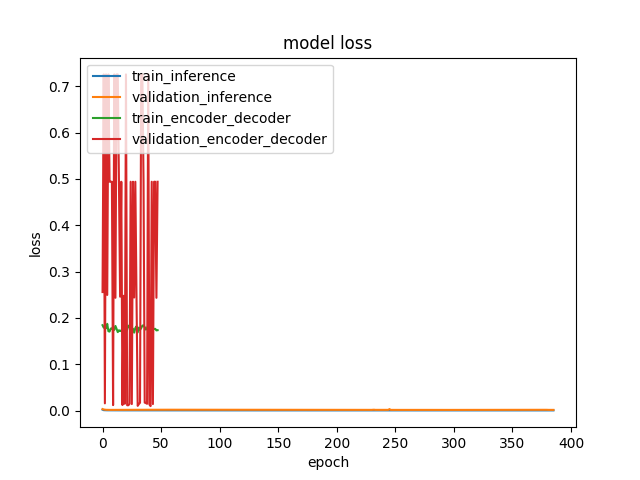 model loss
train_inference
validation_inference
train_encoder_decoder
validation_encoder_decoder
loss
0.7
0.6
0.5
0.4
0.3
0.2
0.1
0.0
0 50 100 150 200 250 300 350 400
epoch